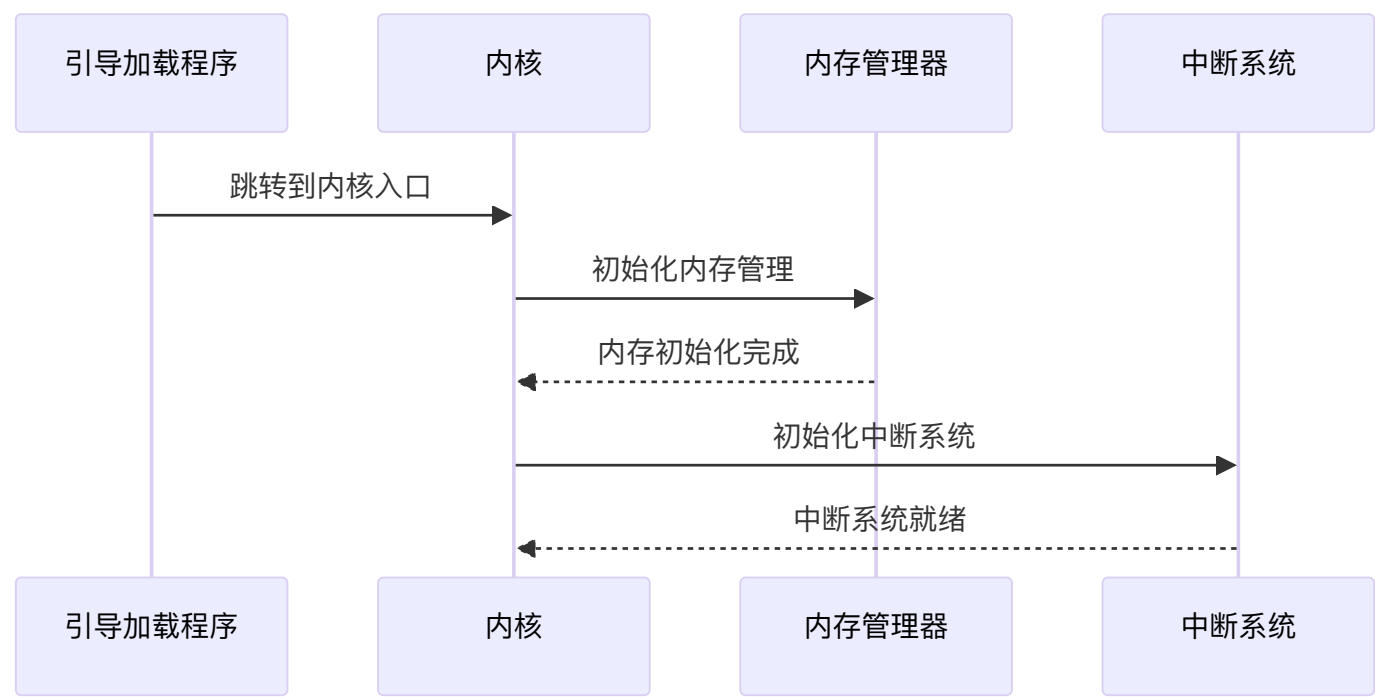 引导加载程序
内核
内存管理器
中断系统
跳转到内核入口
初始化内存管理
内存初始化完成
初始化中断系统
中断系统就绪
引导加载程序
内核
内存管理器
中断系统